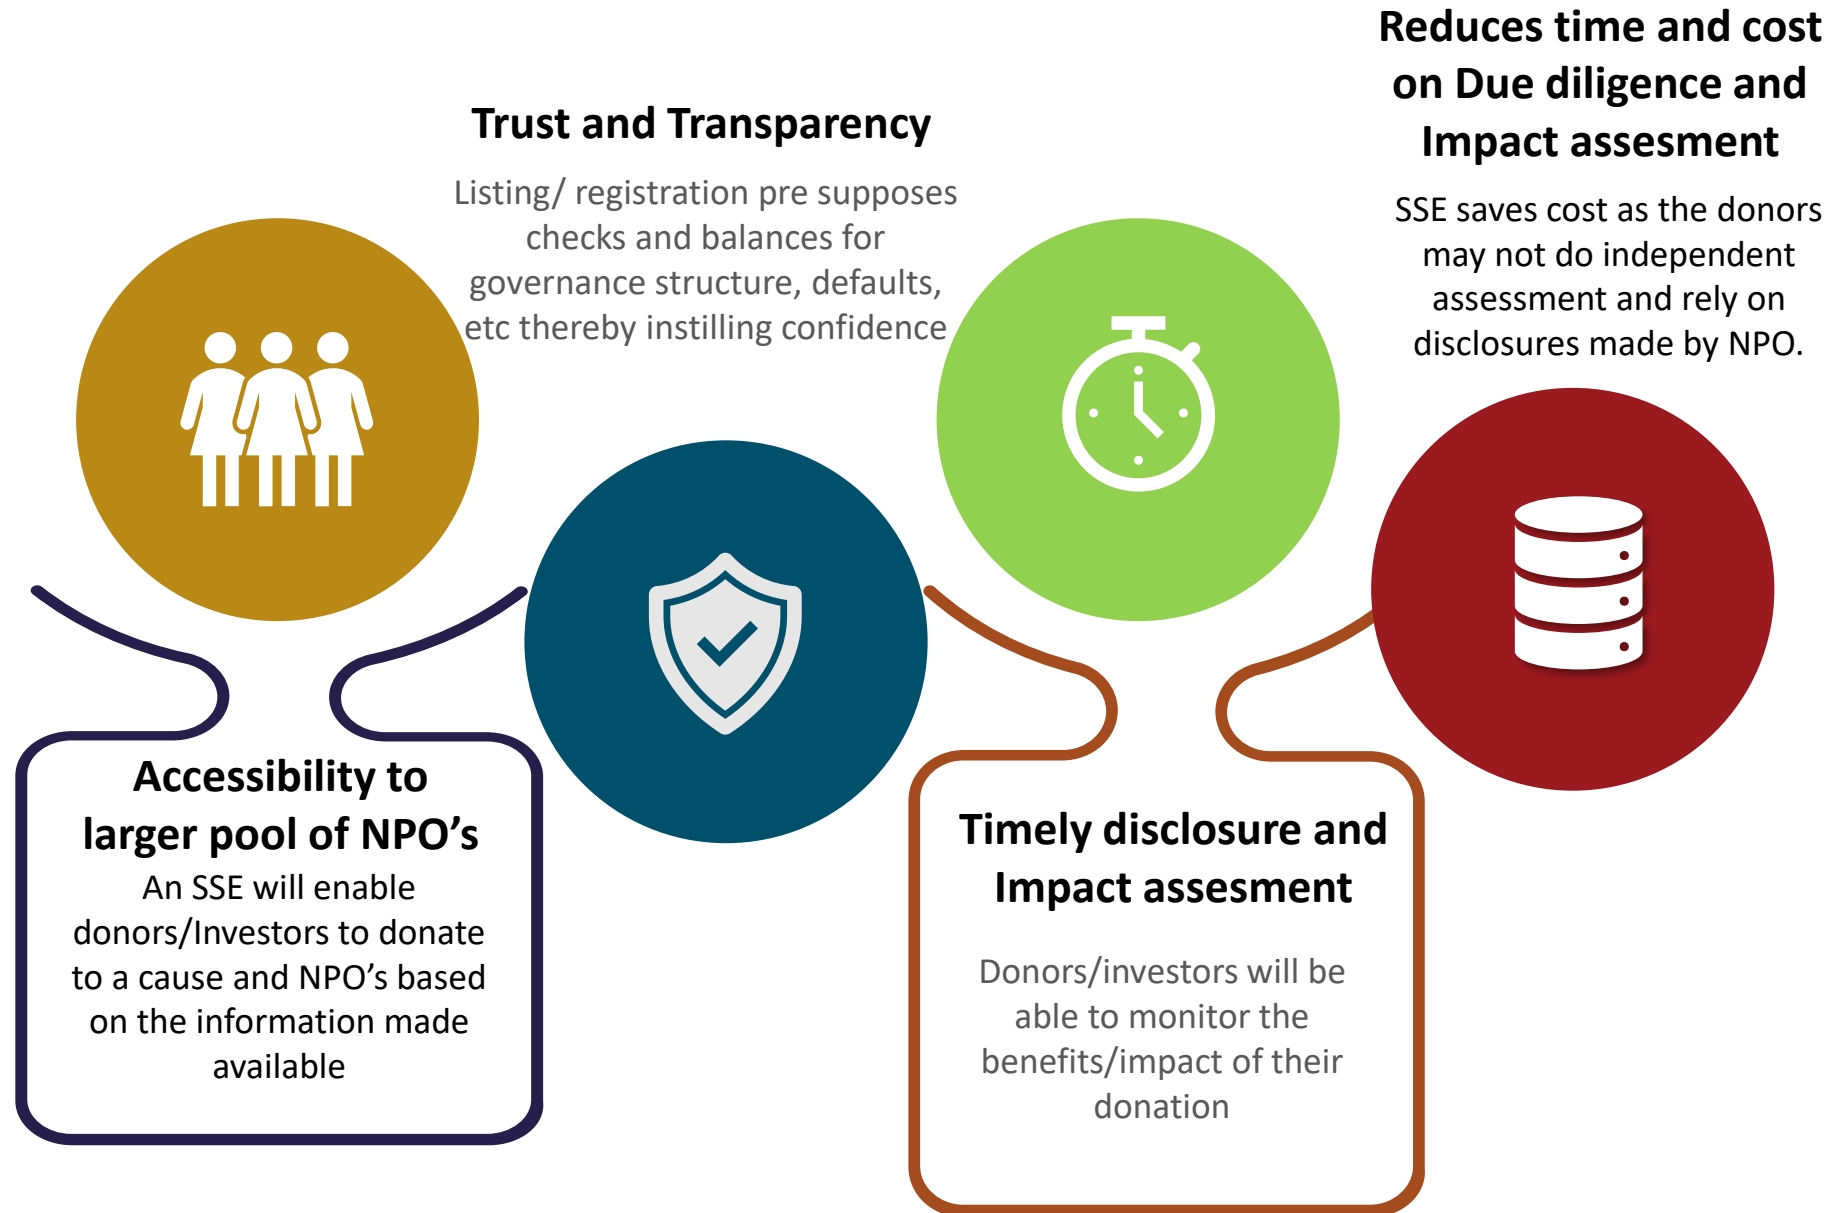 Accessibility to
larger pool of NPO’s
An SSE will enable
donors/Investors to donate
to a cause and NPO’s based
on the information made
available
Trust and Transparency
Listing/ registration pre supposes
checks and balances for
governance structure, defaults,
etc thereby instilling confidence
Timely disclosure and
Impact assesment
Donors/investors will be
able to monitor the
benefits/impact of their
donation
Reduces time and cost
on Due diligence and
Impact assesment
SSE saves cost as the donors
may not do independent
assessment and rely on
disclosures made by NPO.